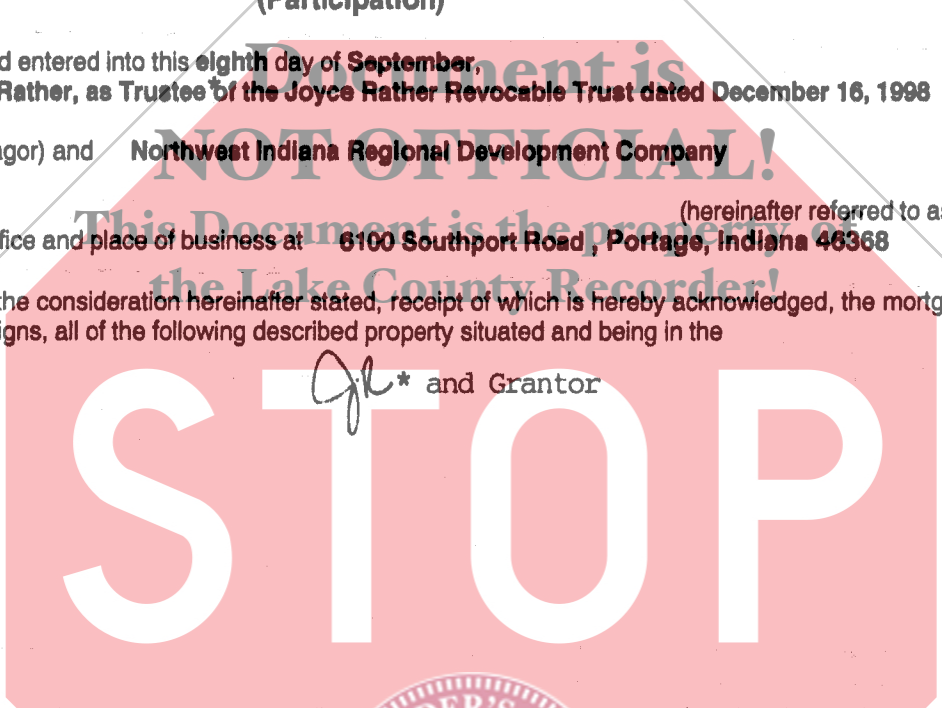 (Participation)
d entered into this eighth day of September,
Rather, as Trustee * of the Joyce Rather Revocable Trust dated December 16, 1998
Document is
NOT OFFICIAL!
This Document is the property of
the Lake County Recorder!
agor) and Northwest Indiana Regional Development Company
(hereinafter referred to as
fice and place of business at 6100 Southport Road , Portage, Indiana 46368
the consideration hereinafter stated, receipt of which is hereby acknowledged, the mortg
igns, all of the following described property situated and being in the
JR * and Grantor
STOP
DER'S